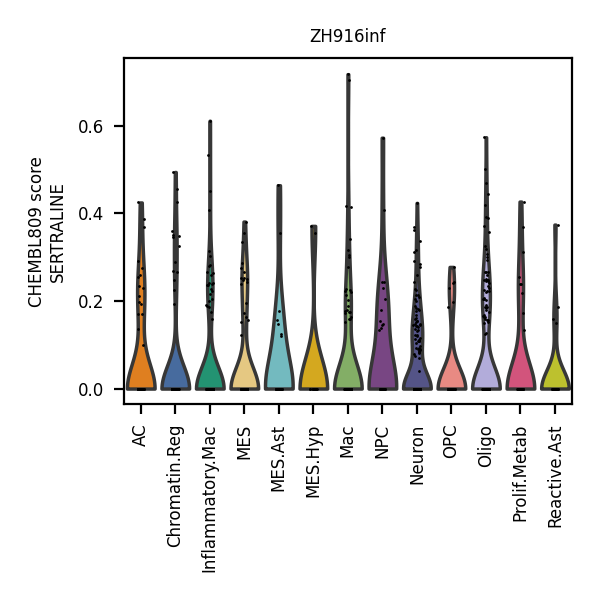 ZH916inf
CHEMBL809 score
SERTRALINE
0.6
0.4
0.2
0.0
AC
Chromatin.Reg
Inflammatory.Mac
MES
MES.Ast
MES.Hyp
Mac
NPC
Neuron
OPC
Oligo
Prolif.Metab
Reactive.Ast